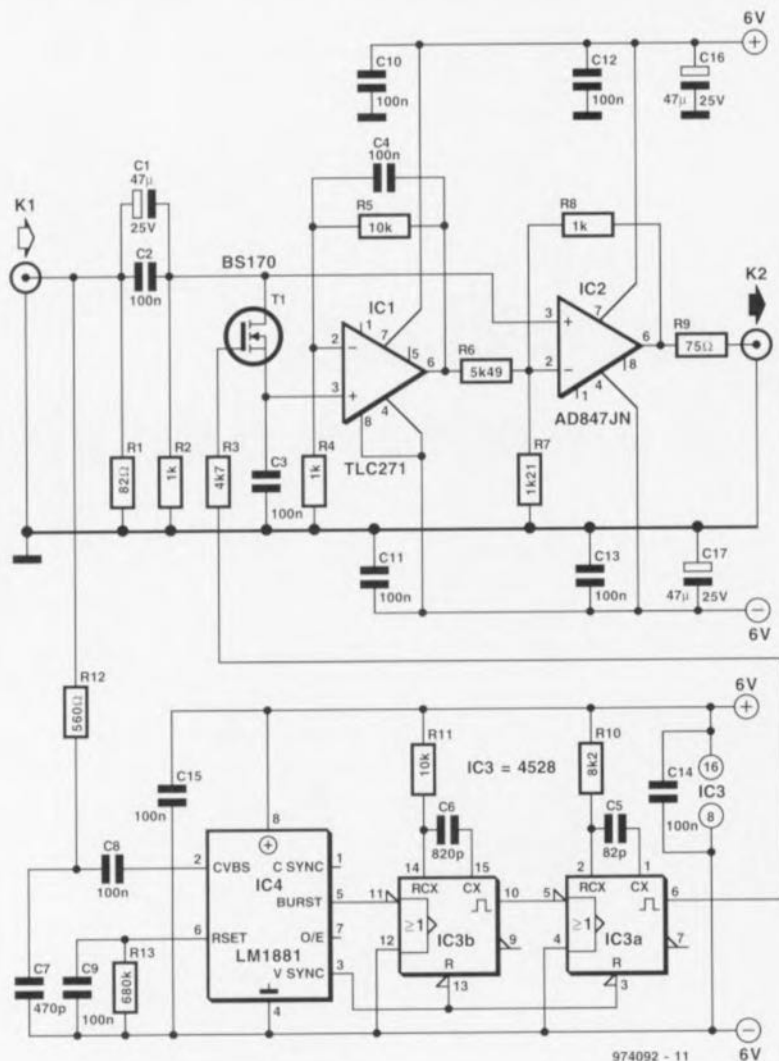 6V
+
C10
100n
C12
100n
C16
47µ
25V
C4
100n
C1
47µ
25V
K1
R5
10k
R8
1k
C2
100n
BS170
T1
IC1
IC2
K2
1
7
5
2
–
3
+
6
4
8
R6
5k49
3
+
2
–
7
6
8
4
1
R9
75Ω
AD847JN
TLC271
R1
82Ω
R2
1k
R3
4k7
C3
100n
R4
1k
R7
1k21
C11
100n
C13
100n
C17
47µ
25V
–
6V
R12
560Ω
6V
+
R11
10k
IC3 = 4528
R10
8k2
C14
100n
16
IC3
8
C15
100n
C6
820p
C5
82p
C8
100n
8
+
2
CVBS
C SYNC
1
IC4
BURST
5
6
RSET
O/E
7
LM1881
V SYNC
3
4
R13
680k
C7
470p
C9
100n
14
15
RCX
CX
11
≥1
10
12
IC3b
9
R
13
2
1
RCX
CX
5
≥1
6
4
IC3a
7
R
3
–
6V
974092 - 11